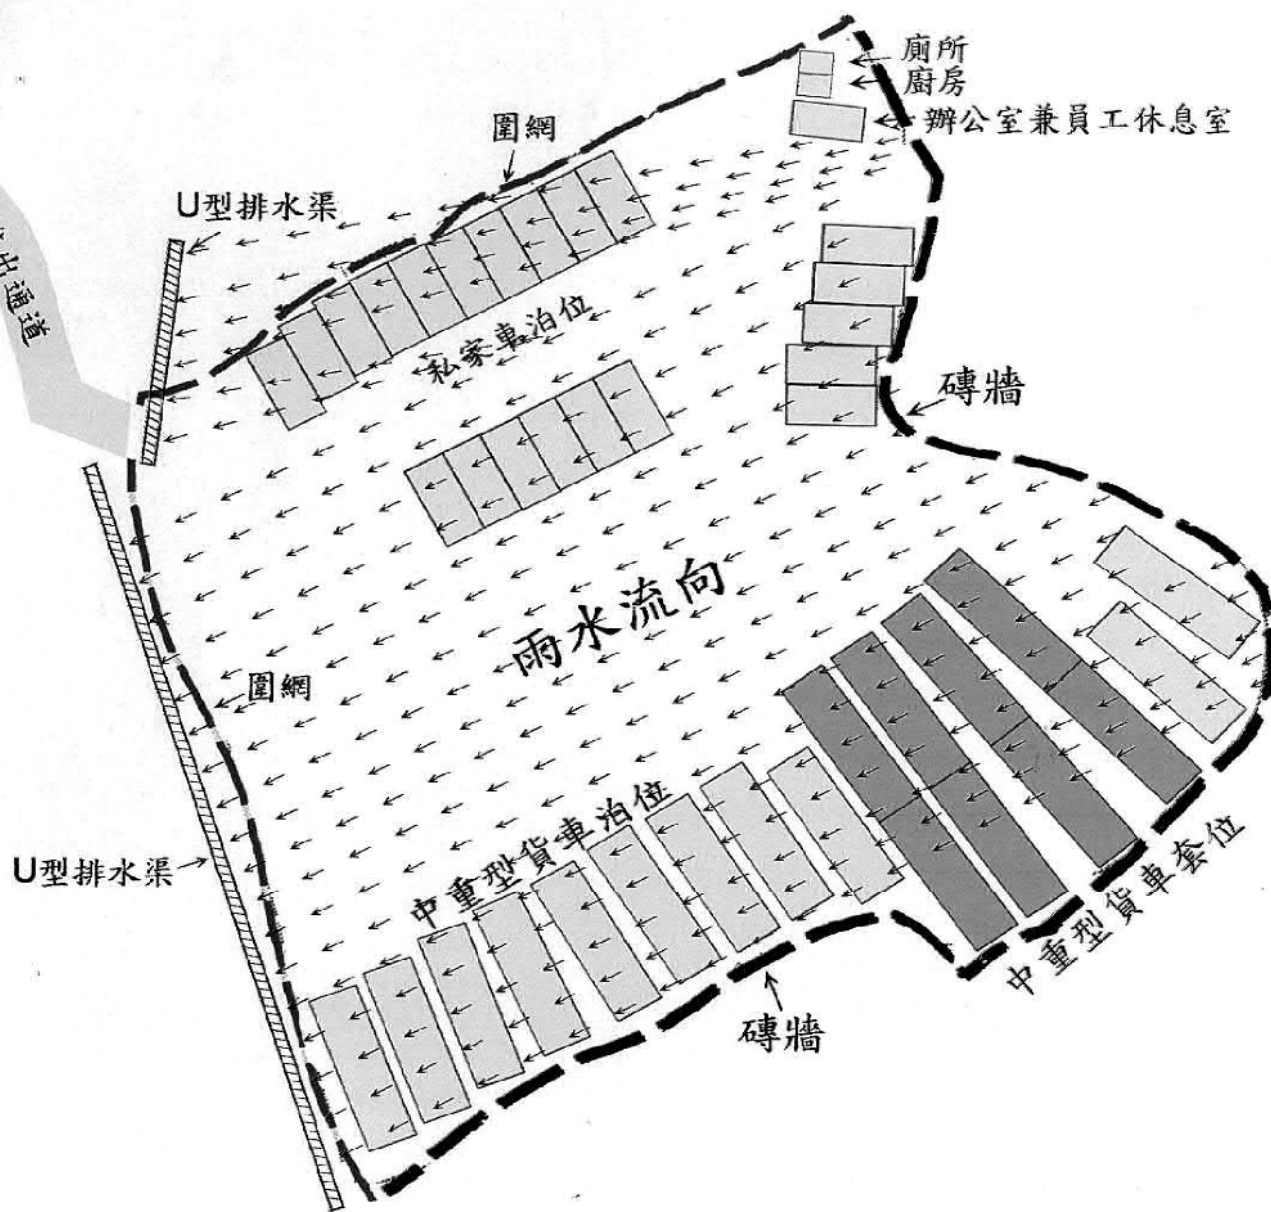 廁所
廚房
辦公室兼員工休息室
圍網
U型排水渠
出通道
私家車泊位
磚牆
雨水流向
圍網
中重型貨車泊位
U型排水渠
中重型貨車套位
磚牆